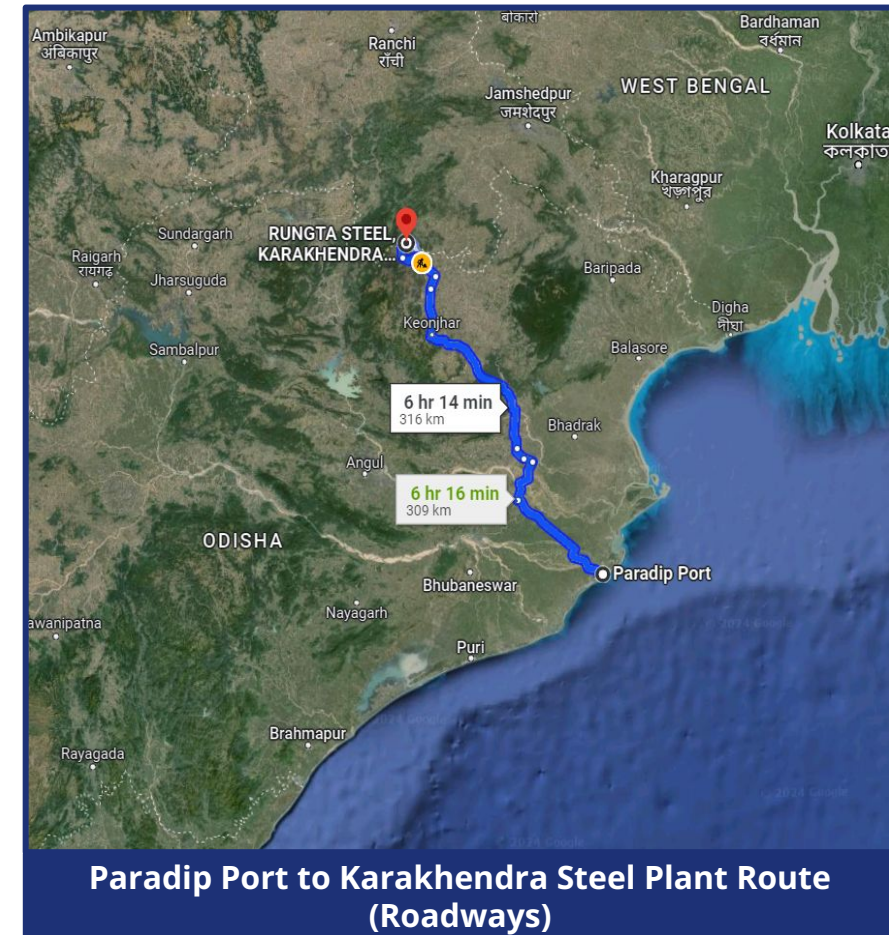 बोकारो
Bardhaman
বর্ধমান
Ambikapur
अंबिकापुर
Ranchi
राँची
WEST BENGAL
Jamshedpur
जमशेदपुर
Kolkata
কলকাতা
Kharagpur
খড়্গপুর
Sundargarh
RUNGTA STEEL,
KARAKHENDRA...
Raigarh
रायगढ़
Jharsuguda
Baripada
Digha
দীঘা
Keonjhar
Sambalpur
Balasore
6 hr 14 min
316 km
Bhadrak
Angul
6 hr 16 min
309 km
ODISHA
Paradip Port
Bhubaneswar
Nayagarh
awanipatna
Puri
Brahmapur
Rayagada
Paradip Port to Karakhendra Steel Plant Route
(Roadways)